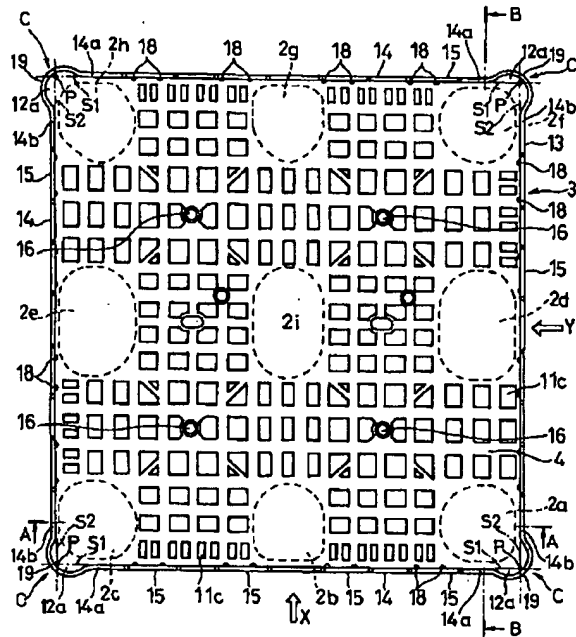 B
C 14a 2h 18 18 2g 18 14 18 15 14a 12a 19 C
19
12a P S1 S2 14b
S1 P S2 2f 14b
13
15 18
3
14 18
16 16
15
2e 2i 2d Y
18 11c
16 16
4
2a
A S2 S2 A
14b P S1 S1 P 14b
19 19
C 12a 14a 2c 15 11c 15 2b 15 14 18 15 14a 12a C
X B